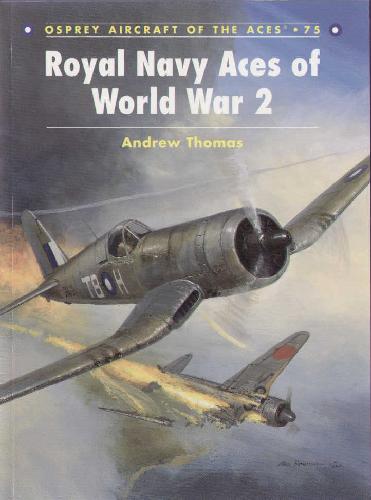 OSPREY AIRCRAFT OF THE ACES® • 75
Royal Navy Aces of
World War 2
Andrew Thomas
T8 H